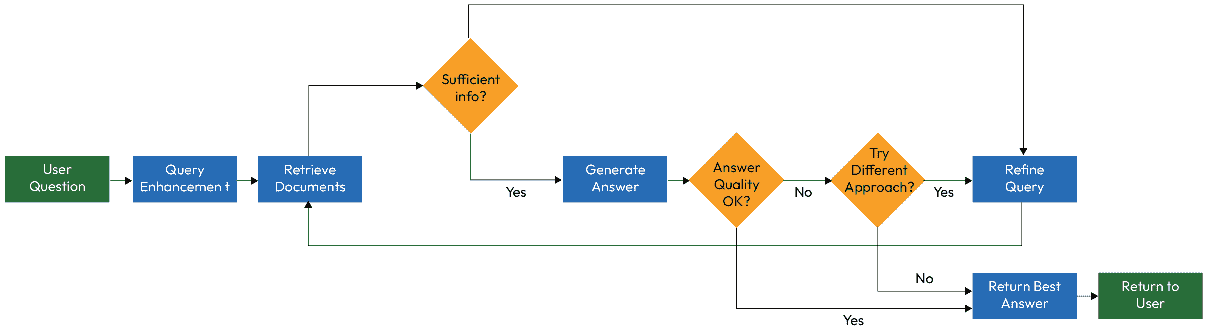 Sufficient
info?
User
Question
Query
Enhancemen t
Retrieve
Documents
Yes
Generate
Answer
Answer
Quality
OK?
No
Try
Different
Approach?
Yes
Refine
Query
No
Yes
Return Best
Answer
Return to
User